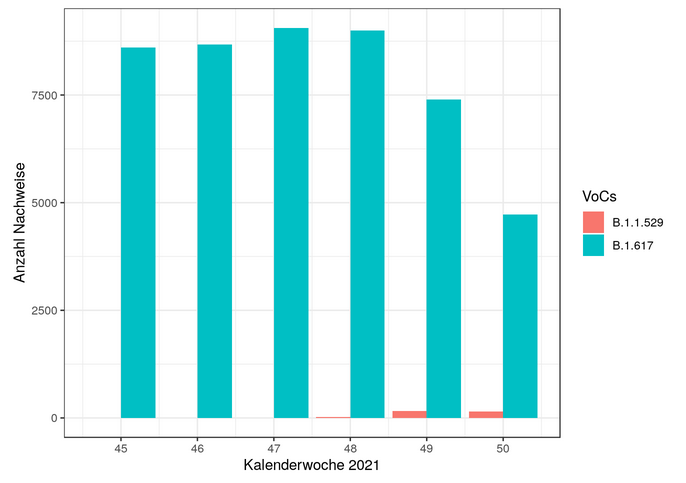 Anzahl Nachweise
7500
5000
2500
0
45 46 47 48 49 50
Kalenderwoche 2021
VoCs
B.1.1.529
B.1.617